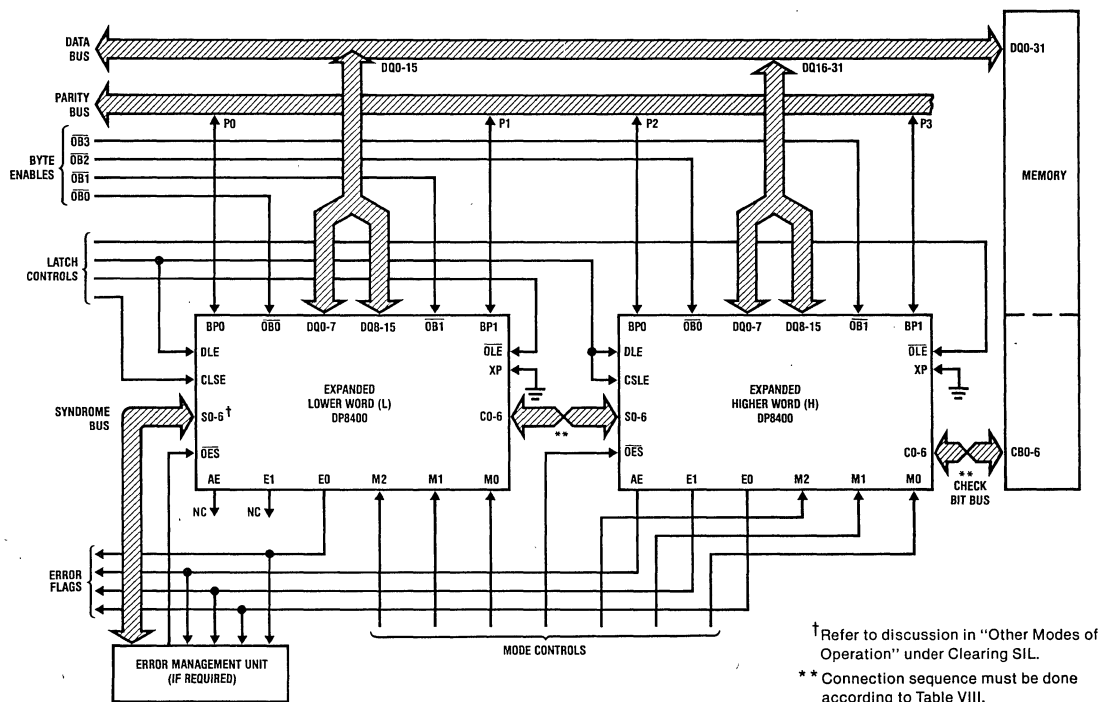 DATA
BUS
DQ0-31
DQ0-15
DQ16-31
PARITY
BUS
P0
P1
P2
P3
BYTE
ENABLES
OB3
OB2
OB1
OB0
MEMORY
LATCH
CONTROLS
BP0
OB0
DQ0-7
DQ8-15
OB1
BP1
DLE
OLE
CLSE
XP
EXPANDED
LOWER WORD (L)
DP8400
S0-6†
C0-6
OES
AE
E1
E0
M2
M1
M0
SYNDROME
BUS
**
BP0
OB0
DQ0-7
DQ8-15
OB1
BP1
DLE
OLE
CSLE
XP
EXPANDED
HIGHER WORD (H)
DP8400
S0-6
C0-6
OES
AE
E1
E0
M2
M1
M0
CB0-6
**
CHECK
BIT BUS
NC
NC
ERROR
FLAGS
MODE CONTROLS
ERROR MANAGEMENT UNIT
(IF REQUIRED)
†Refer to discussion in "Other Modes of
Operation" under Clearing SIL.
**Connection sequence must be done
according to Table VIII.